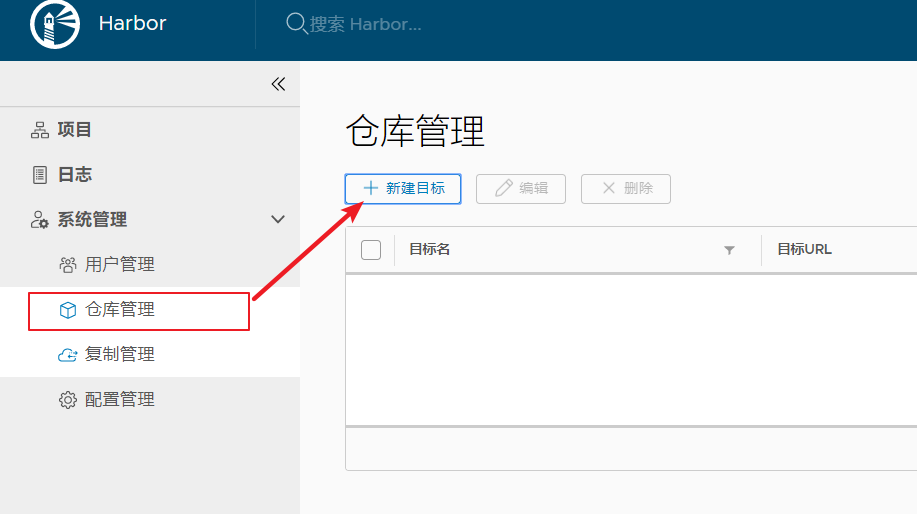 Harbor
搜索 Harbor...
项目
日志
系统管理
用户管理
仓库管理
复制管理
配置管理
仓库管理
新建目标 编辑 删除
目标名 目标URL